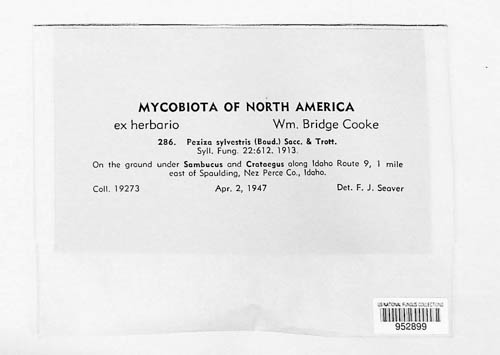 MYCOBIOTA OF NORTH AMERICA
ex herbario Wm. Bridge Cooke
286. Peziza sylvestris (Boud.) Sacc. & Trott.
Syll. Fung. 22:612. 1913.
On the ground under Sambucus and Crataegus along Idaho Route 9, 1 mile
east of Spaulding, Nez Perce Co., Idaho.
Coll. 19273 Apr. 2, 1947 Det. F. J. Seaver
US NATIONAL FUNGUS COLLECTIONS
952899